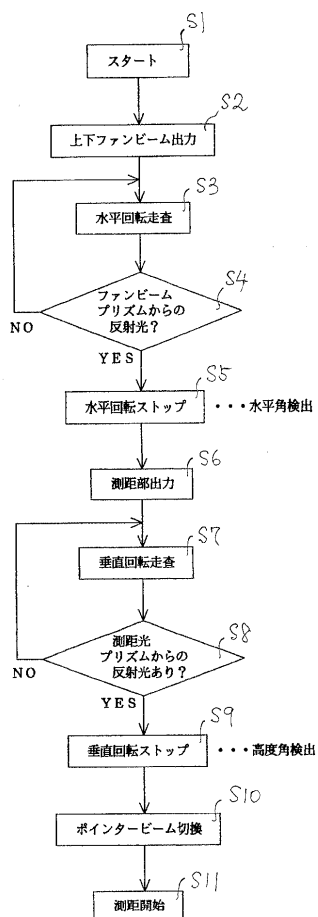 S1
スタート
S2
上下ファンビーム出力
S3
水平回転走査
S4
ファンビーム
プリズムからの
反射光?
NO
YES
S5
水平回転ストップ ・・・水平角検出
S6
測距部出力
S7
垂直回転走査
S8
測距光
プリズムからの
反射光あり?
NO
YES
S9
垂直回転ストップ ・・・高度角検出
S10
ポインタービーム切換
S11
測距開始